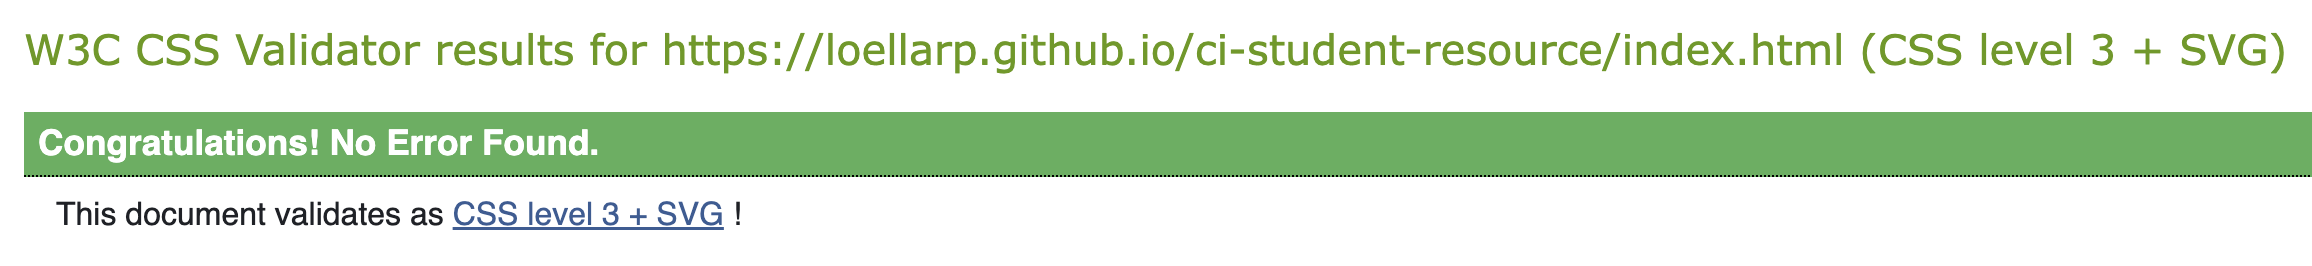 W3C CSS Validator results for https://loellarp.github.io/ci-student-resource/index.html (CSS level 3 + SVG)
Congratulations! No Error Found.
This document validates as CSS level 3 + SVG !